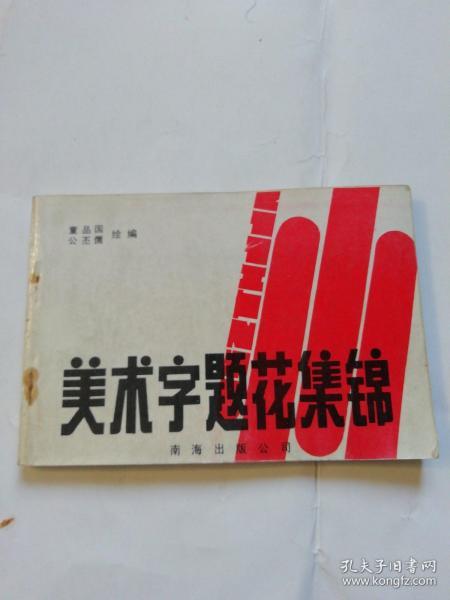 董品国
公丕儒
绘编
美术字题花集锦
南海出版公司
孔夫子旧书网
www.kongfz.com